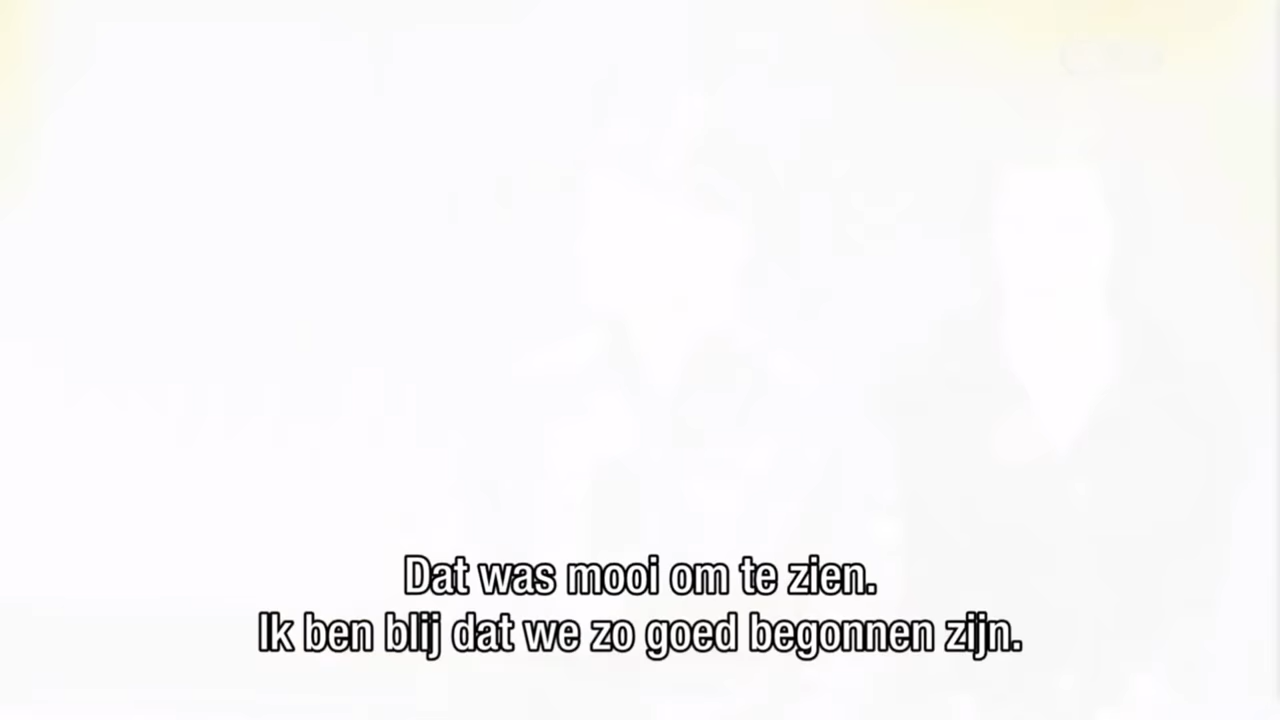 Dat was mooi om te zien.
Ik ben blij dat we zo goed begonnen zijn.